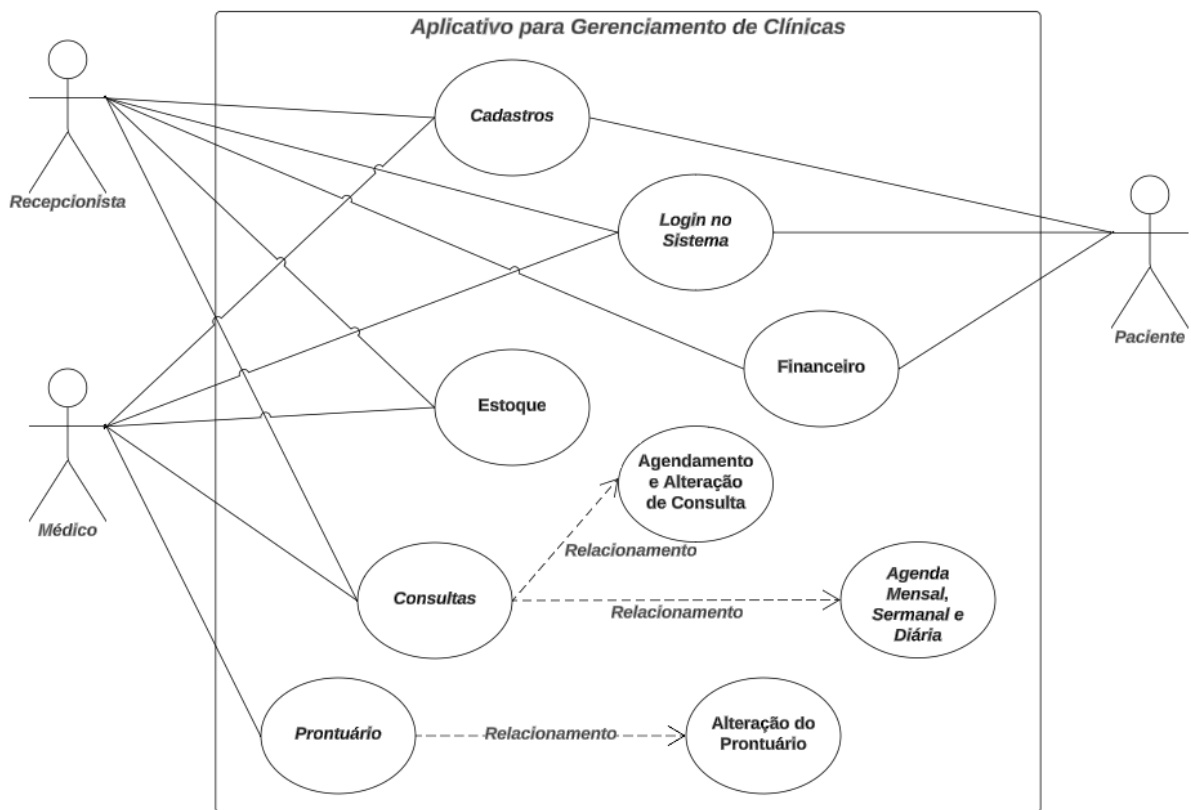 Aplicativo para Gerenciamento de Clínicas
Recepcionista
Cadastros
Login no
Sistema
Paciente
Financeiro
Estoque
Médico
Agendamento
e Alteração
de Consulta
Relacionamento
Consultas
Relacionamento
Agenda
Mensal,
Sermanal e
Diária
Prontuário
Relacionamento
Alteração do
Prontuário